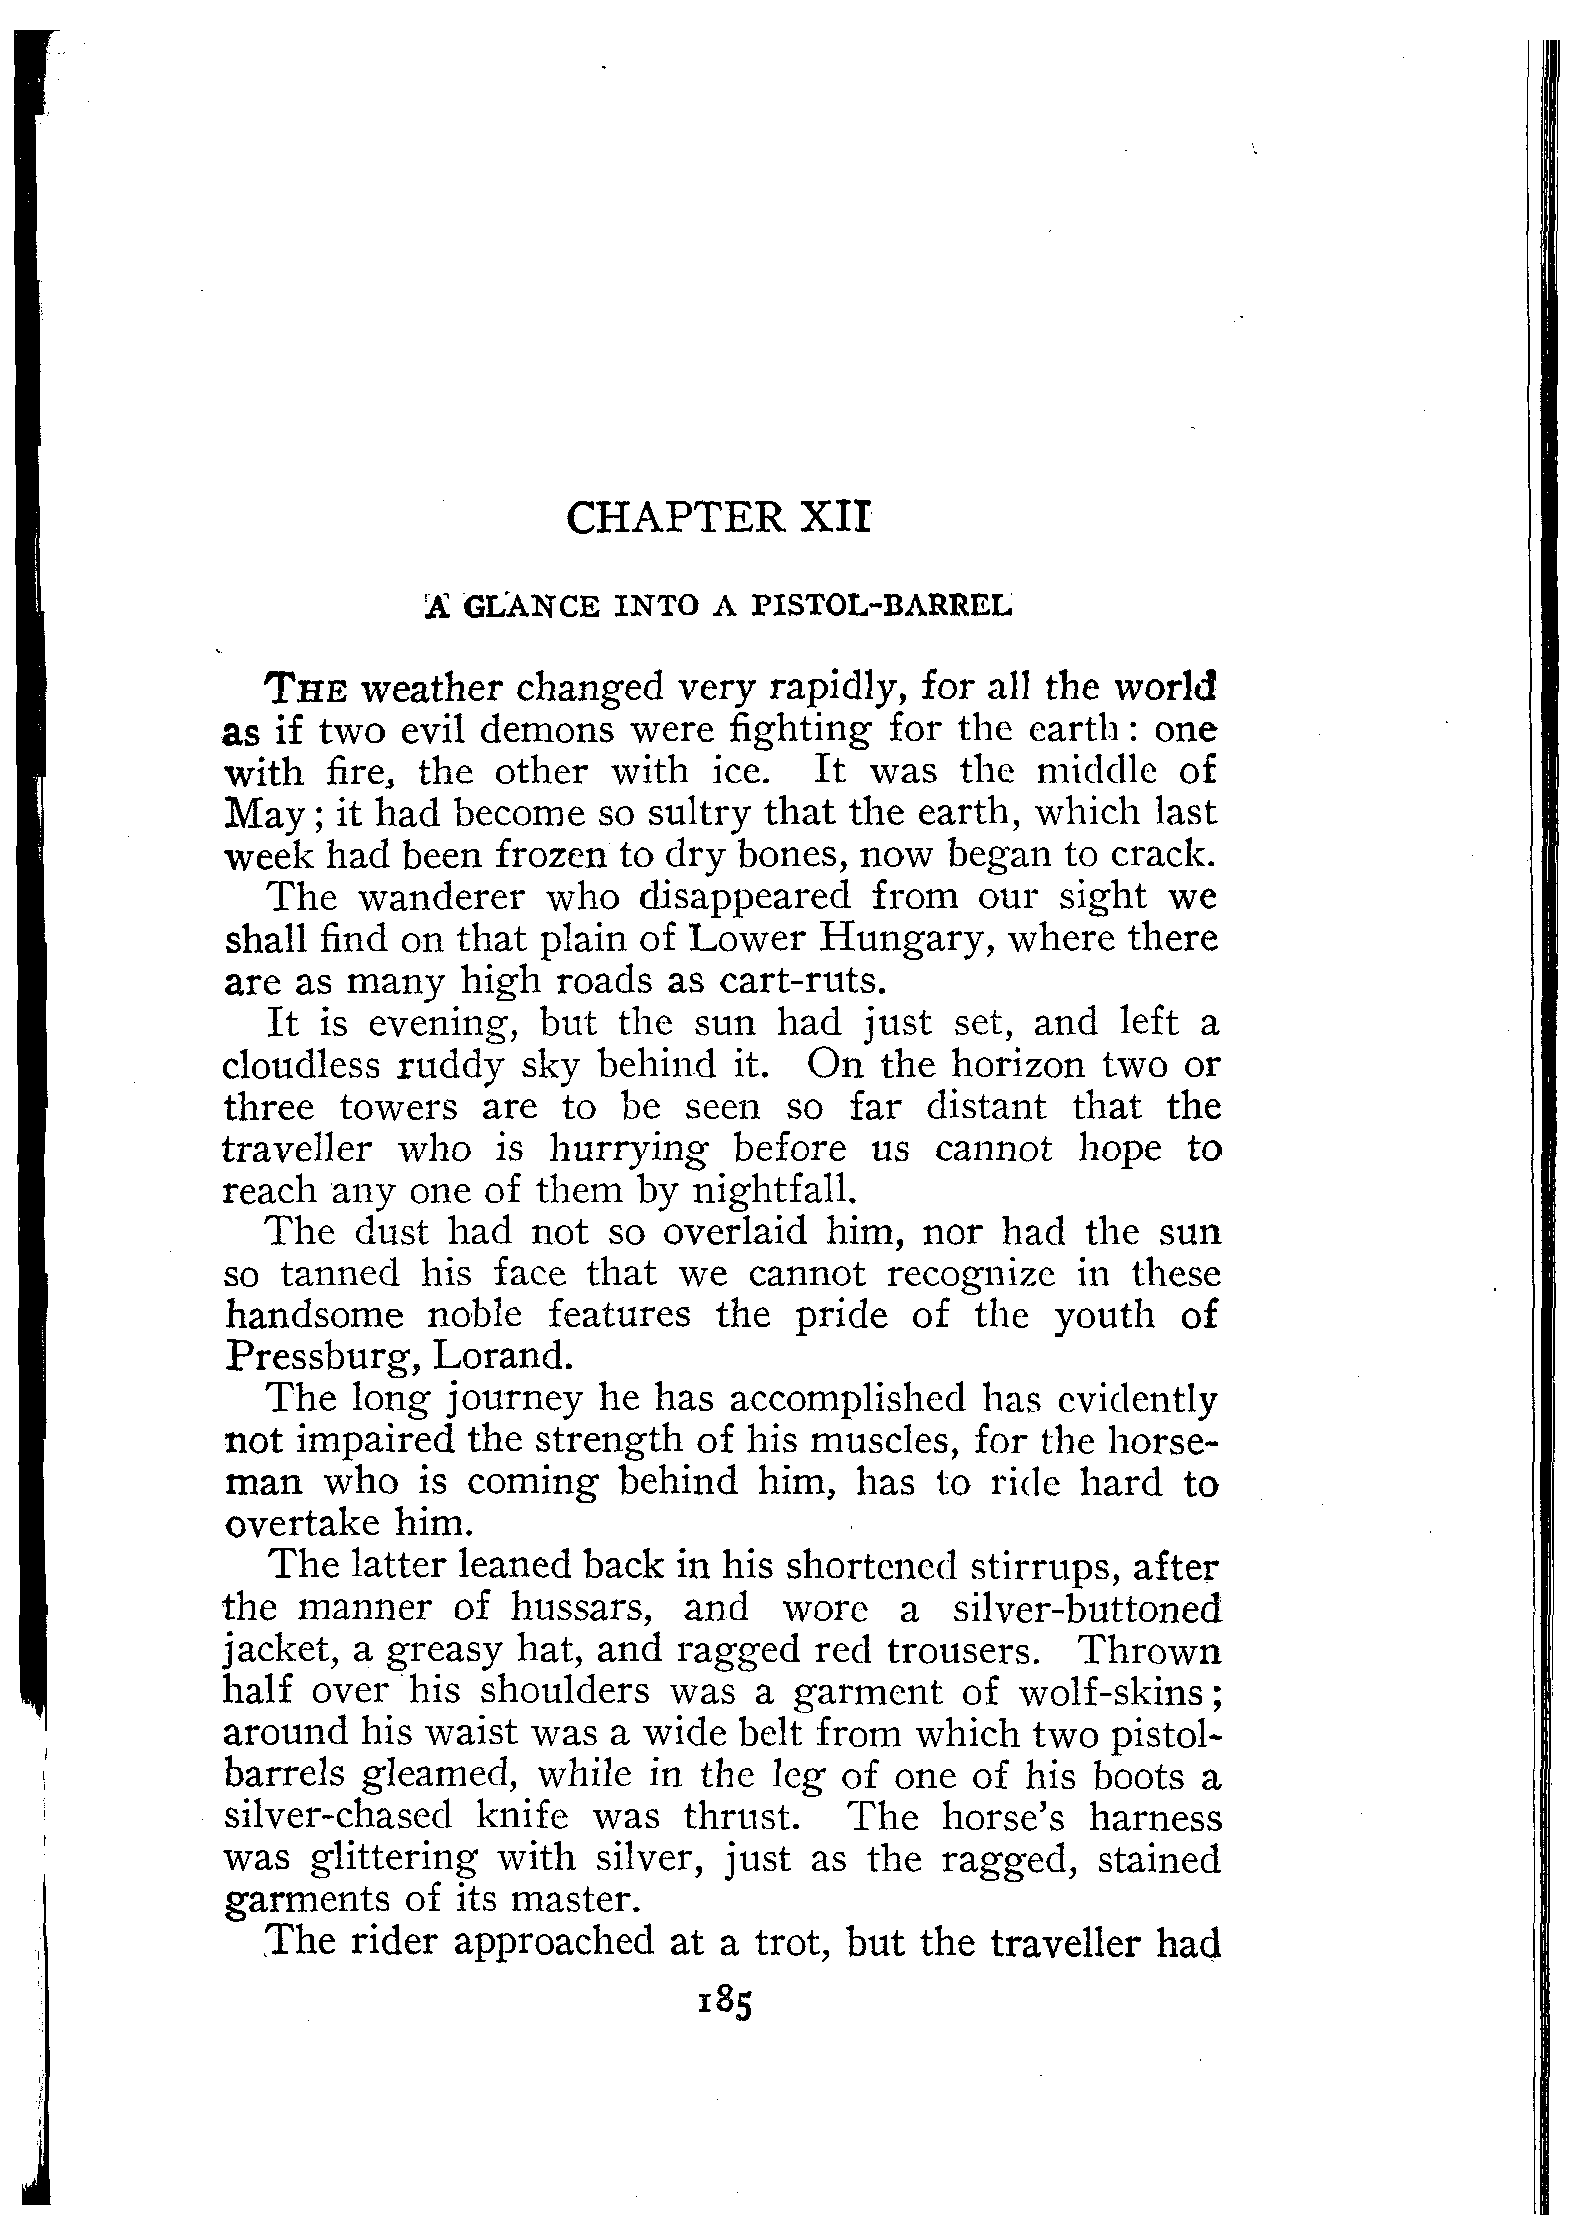 CHAPTER XII
A GLANCE INTO A PISTOL-BARREL
THE weather changed very rapidly, for all the world
as if two evil demons were fighting for the earth: one
with fire, the other with ice. It was the middle of
May; it had become so sultry that the earth, which last
week had been frozen to dry bones, now began to crack.
The wanderer who disappeared from our sight we
shall find on that plain of Lower Hungary, where there
are as many high roads as cart-ruts.
It is evening, but the sun had just set, and left a
cloudless ruddy sky behind it. On the horizon two or
three towers are to be seen so far distant that the
traveller who is hurrying before us cannot hope to
reach any one of them by nightfall.
The dust had not so overlaid him, nor had the sun
so tanned his face that we cannot recognize in these
handsome noble features the pride of the youth of
Pressburg, Lorand.
The long journey he has accomplished has evidently
not impaired the strength of his muscles, for the horse-
man who is coming behind him, has to ride hard to
overtake him.
The latter leaned back in his shortened stirrups, after
the manner of hussars, and wore a silver-buttoned
jacket, a greasy hat, and ragged red trousers. Thrown
half over his shoulders was a garment of wolf-skins;
around his waist was a wide belt from which two pistol-
barrels gleamed, while in the leg of one of his boots a
silver-chased knife was thrust. The horse's harness
was glittering with silver, just as the ragged, stained
garments of its master.
The rider approached at a trot, but the traveller had
185